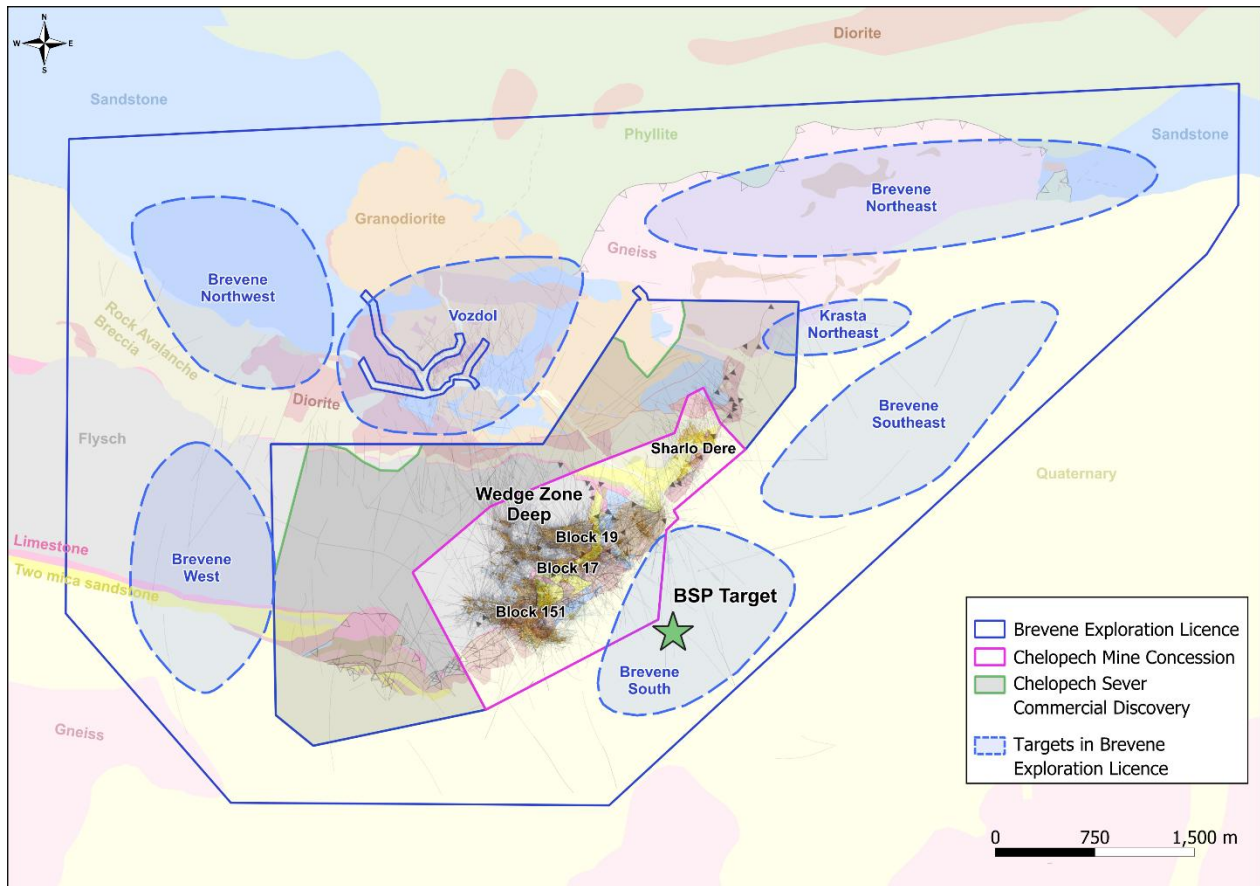 N
W
E
S
Diorite
Sandstone
Phyllite
Sandstone
Brevene
Northeast
Granodiorite
Gneiss
Brevene
Northwest
Rock Avalanche
Breccia
Vozdol
Krasta
Northeast
Diorite
Brevene
Southeast
Flysch
Sharlo Dere
Quaternary
Wedge Zone
Deep
Block 19
Limestone
Brevene
West
Block 17
Two mica sandstone
BSP Target
Block 151
Brevene
South
Gneiss
Brevene Exploration Licence
Chelopech Mine Concession
Chelopech Sever
Commercial Discovery
Targets in Brevene
Exploration Licence
0 750 1,500 m